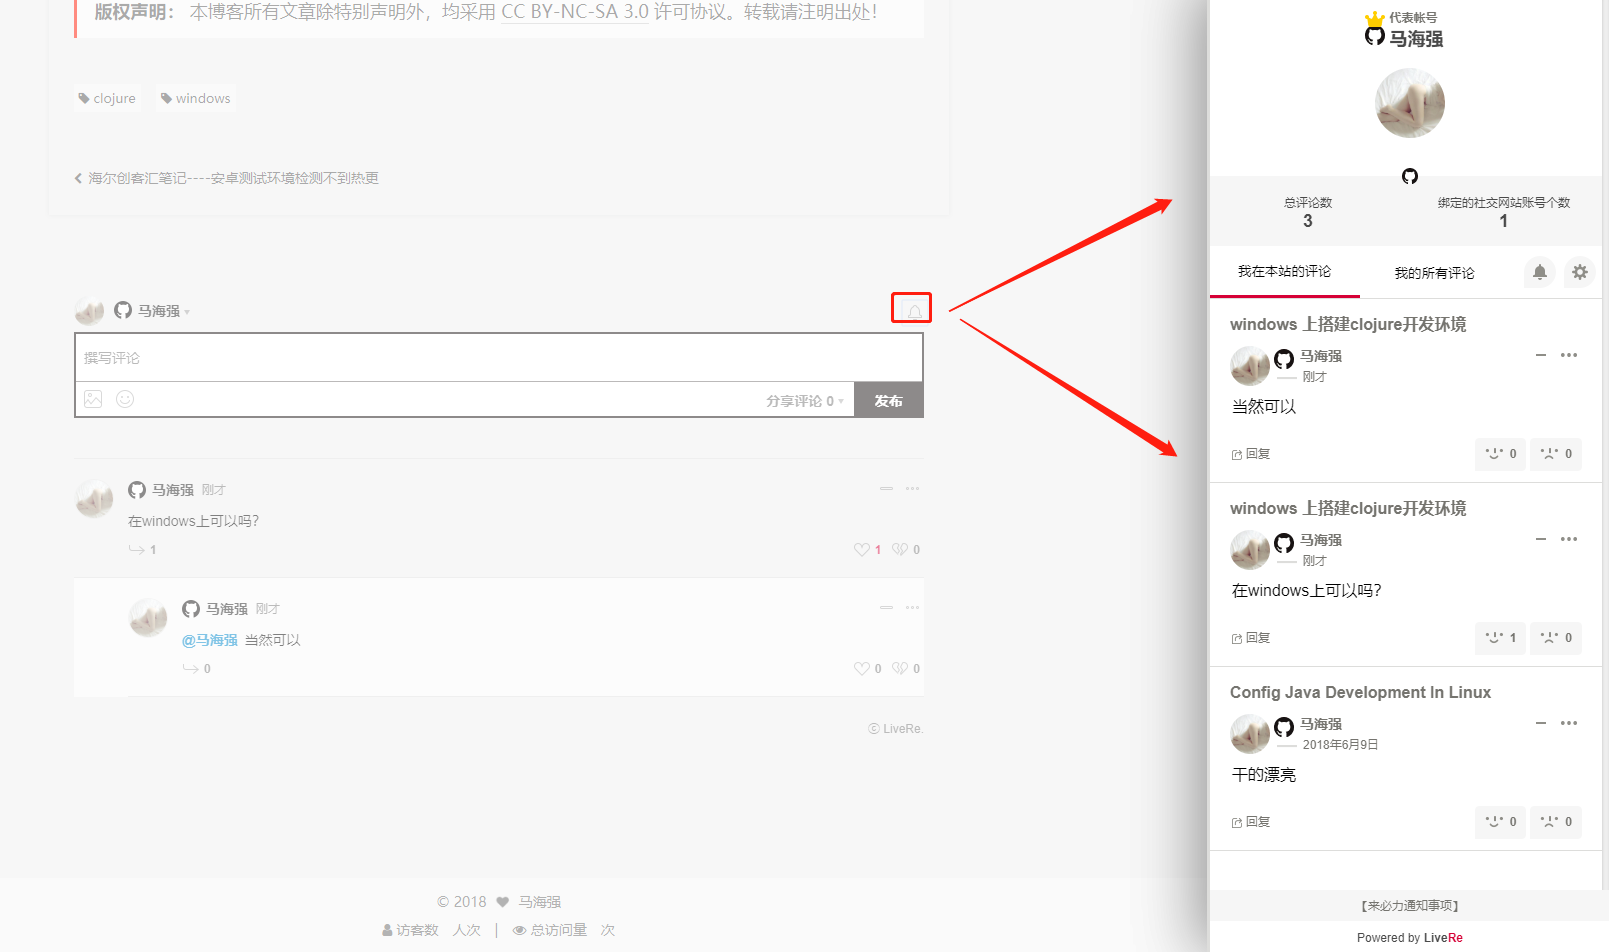 版权声明： 本博客所有文章除特别声明外，均采用 CC BY-NC-SA 3.0 许可协议。转载请注明出处！
clojure windows
海尔创客汇笔记----安卓测试环境检测不到热更
马海强
撰写评论
分享评论 0 发布
马海强 刚才
在windows上可以吗？
1 1 0
马海强 刚才
@马海强 当然可以
0 0 0
© LiveRe.
© 2018 马海强
访客数 人次 | 总访问量 次
代表帐号
马海强
总评论数 绑定的社交网站账号个数
3 1
我在本站的评论 我的所有评论
windows 上搭建clojure开发环境
马海强
刚才
当然可以
回复 0 0
windows 上搭建clojure开发环境
马海强
刚才
在windows上可以吗？
回复 1 0
Config Java Development In Linux
马海强
2018年6月9日
干的漂亮
回复 0 0
【来必力通知事项】
Powered by LiveRe